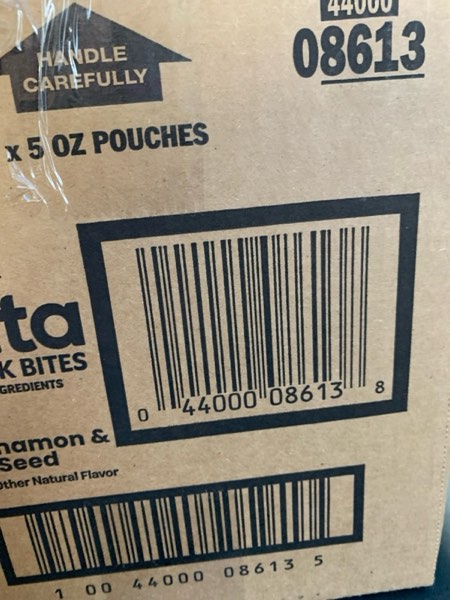 44000
08613
HANDLE
CAREFULLY
x 5 OZ POUCHES
ta
K BITES
GREDIENTS
0 44000 08613 8
namon &
Seed
Other Natural Flavor
1 00 44000 08613 5